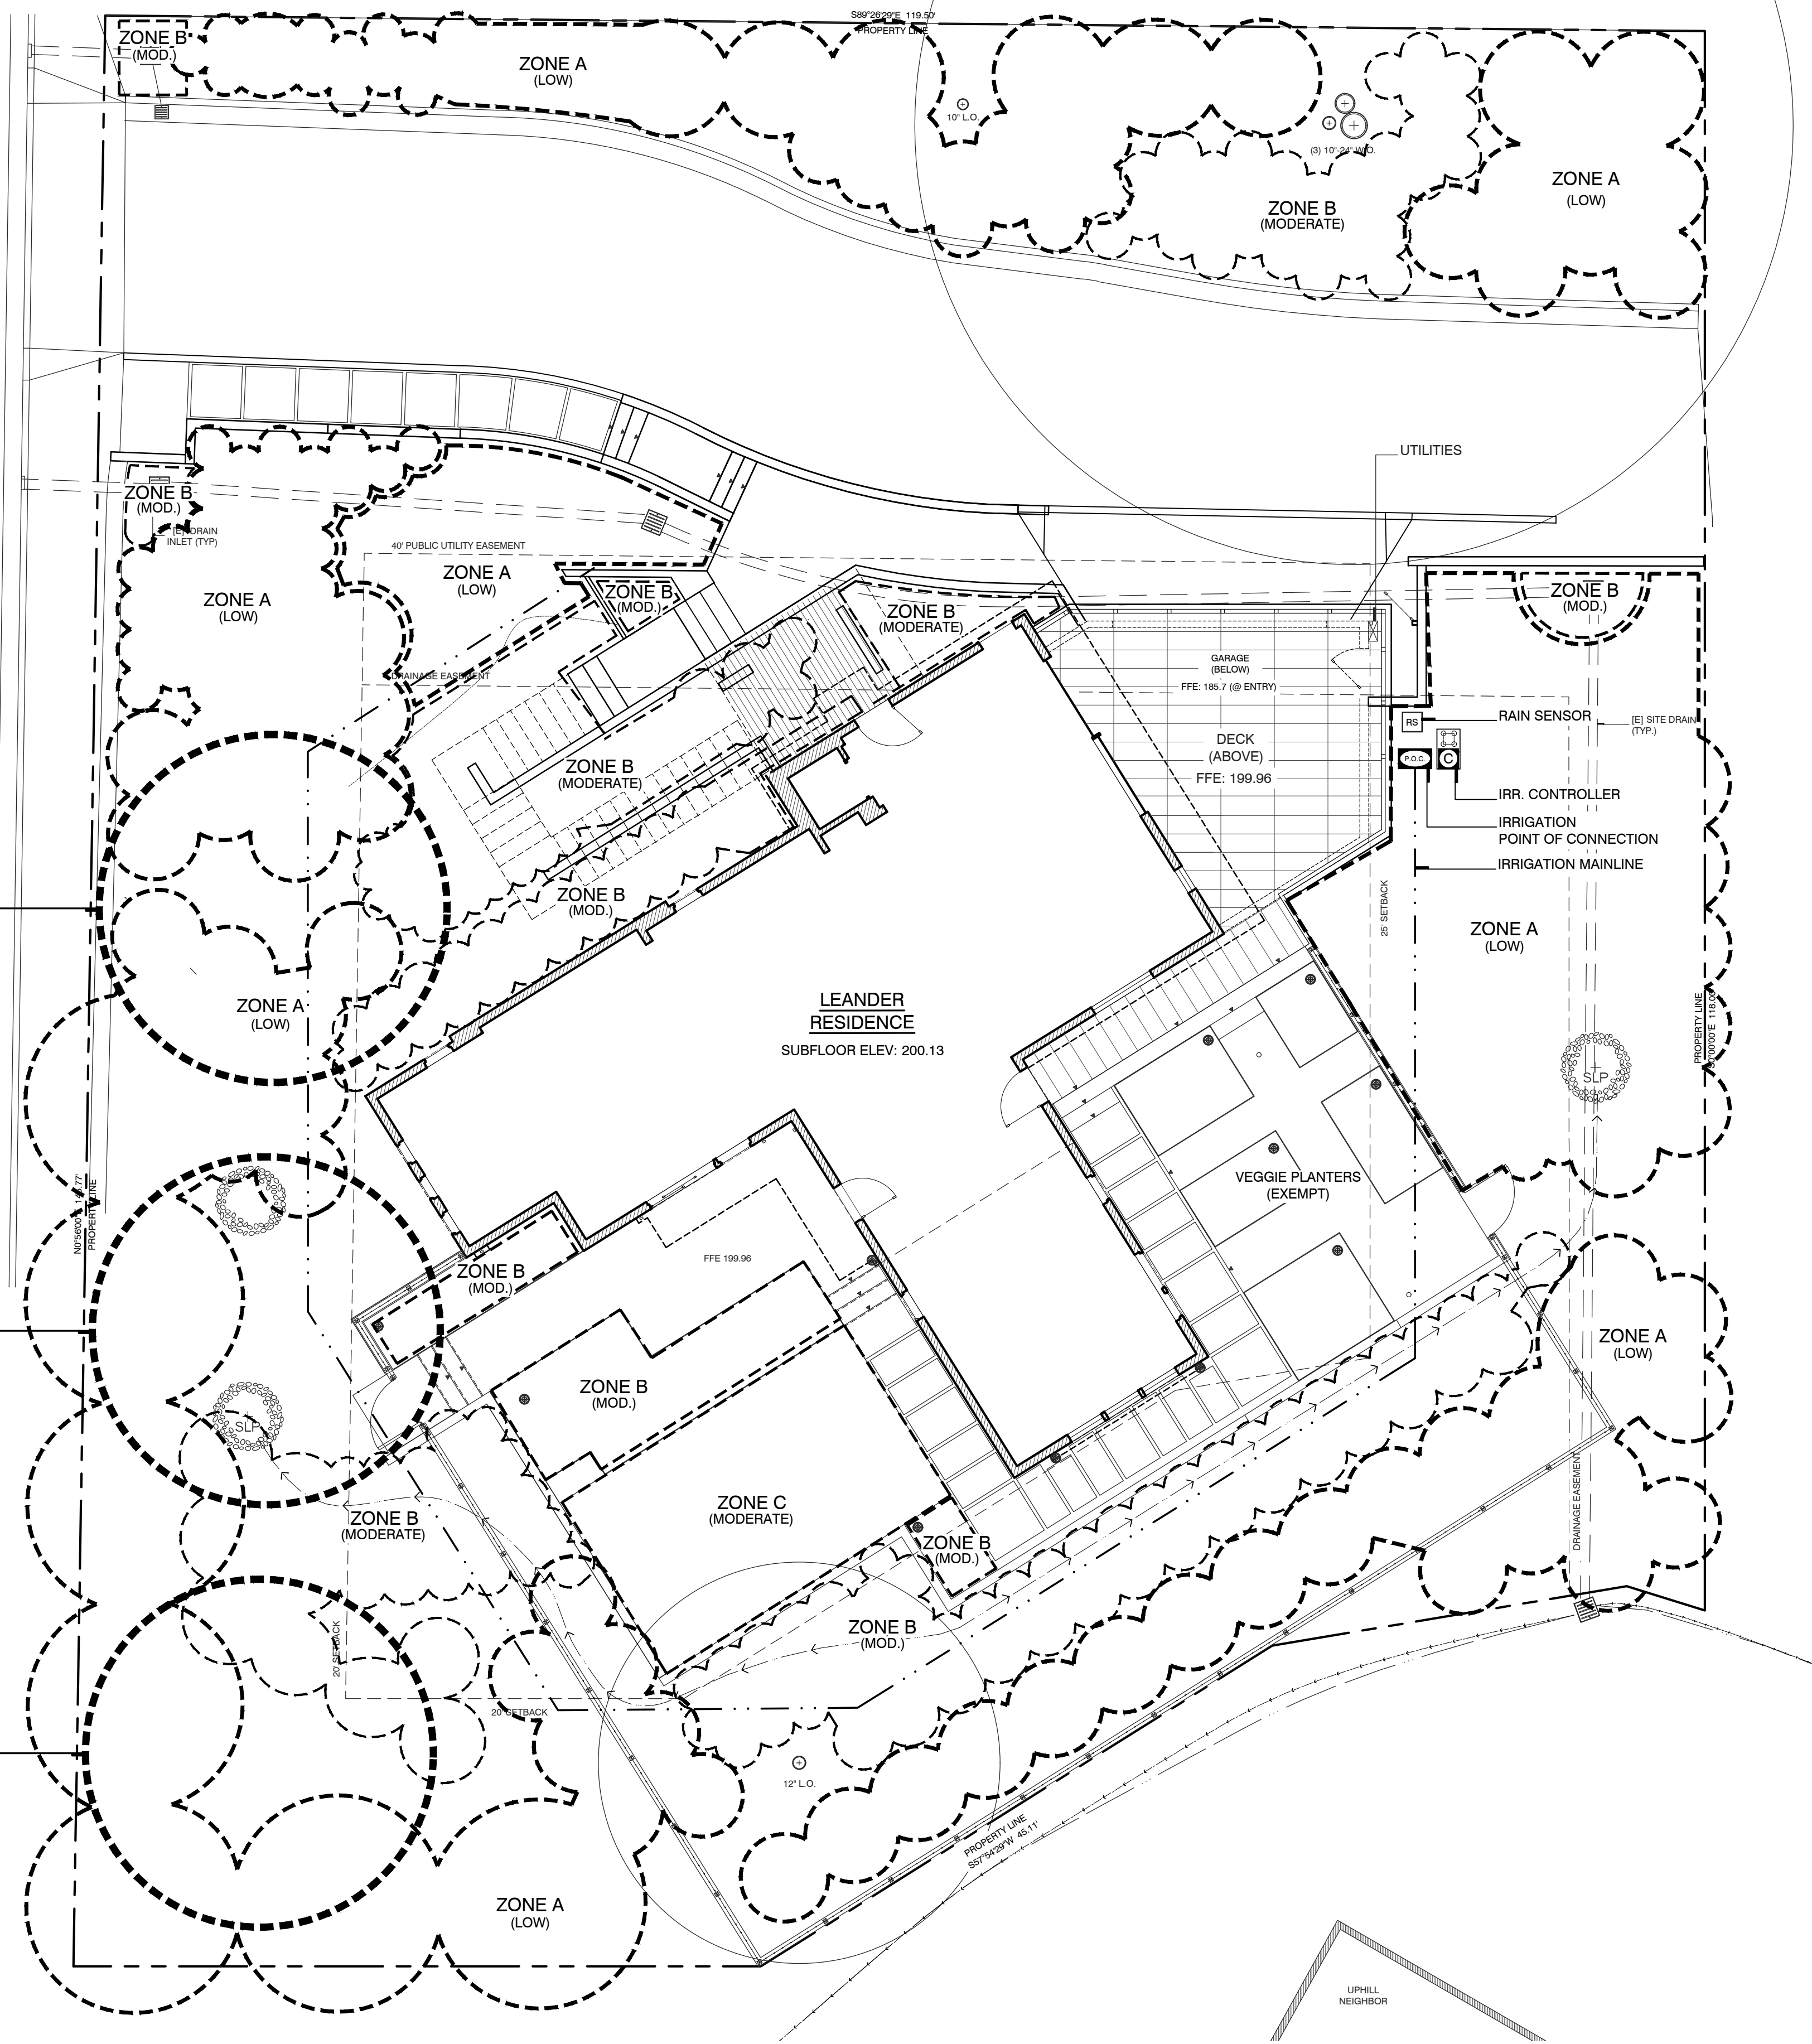 S89°26'29"E 119.50'
PROPERTY LINE
ZONE B
(MOD.)
ZONE A
(LOW)
10" L.O.
(3) 10"-24" W.O.
ZONE A
(LOW)
ZONE B
(MODERATE)
UTILITIES
ZONE B
(MOD.)
[E] DRAIN
INLET (TYP)
40' PUBLIC UTILITY EASEMENT
ZONE A
(LOW)
ZONE A
(LOW)
ZONE B
(MOD.)
ZONE B
(MODERATE)
ZONE B
(MOD.)
GARAGE
(BELOW)
FFE: 185.7 (@ ENTRY)
DRAINAGE EASEMENT
RS
RAIN SENSOR
[E] SITE DRAIN
(TYP.)
DECK
(ABOVE)
FFE: 199.96
P.O.C.
C
ZONE B
(MODERATE)
IRR. CONTROLLER
IRRIGATION
POINT OF CONNECTION
IRRIGATION MAINLINE
ZONE B
(MOD.)
25' SETBACK
ZONE A
(LOW)
ZONE A
(LOW)
LEANDER
RESIDENCE
SUBFLOOR ELEV: 200.13
PROPERTY LINE
118.00'
SLP
VEGGIE PLANTERS
(EXEMPT)
PROPERTY LINE
FFE 199.96
ZONE B
(MOD.)
ZONE A
(LOW)
ZONE B
(MOD.)
SLP
ZONE B
(MODERATE)
ZONE C
(MODERATE)
ZONE B
(MOD.)
DRAINAGE EASEMENT
ZONE B
(MOD.)
20' SETBACK
20' SETBACK
12" L.O.
PROPERTY LINE
S57°54'29"W 45.11'
ZONE A
(LOW)
UPHILL
NEIGHBOR